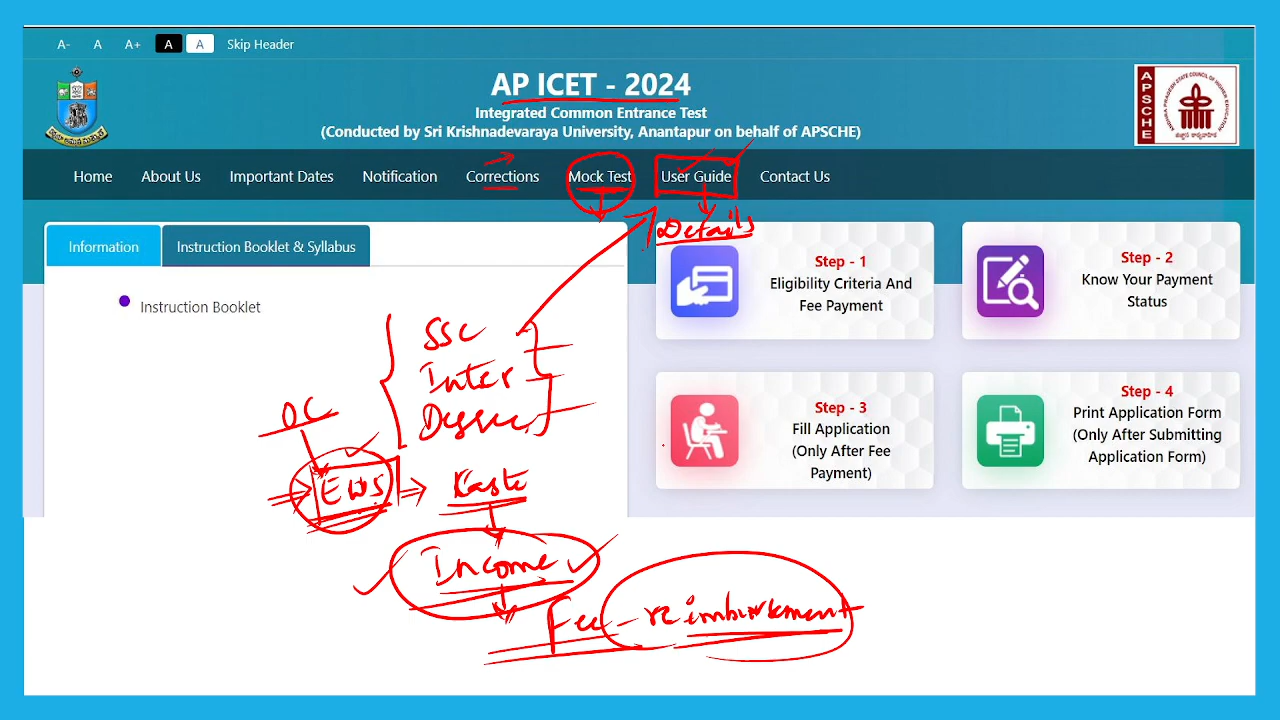 A- A A+ A A Skip Header
AP ICET - 2024
Integrated Common Entrance Test
(Conducted by Sri Krishnadevaraya University, Anantapur on behalf of APSCHE)
APSCHE
Home About Us Important Dates Notification Corrections Mock Test User Guide Contact Us
Details
Information Instruction Booklet & Syllabus
Instruction Booklet
Step - 1
Eligibility Criteria And
Fee Payment
Step - 2
Know Your Payment
Status
Step - 3
Fill Application
(Only After Fee
Payment)
Step - 4
Print Application Form
(Only After Submitting
Application Form)
SSC
Inter
Degree
OC
EWS
Kaste
Income
Fee - reimburkment